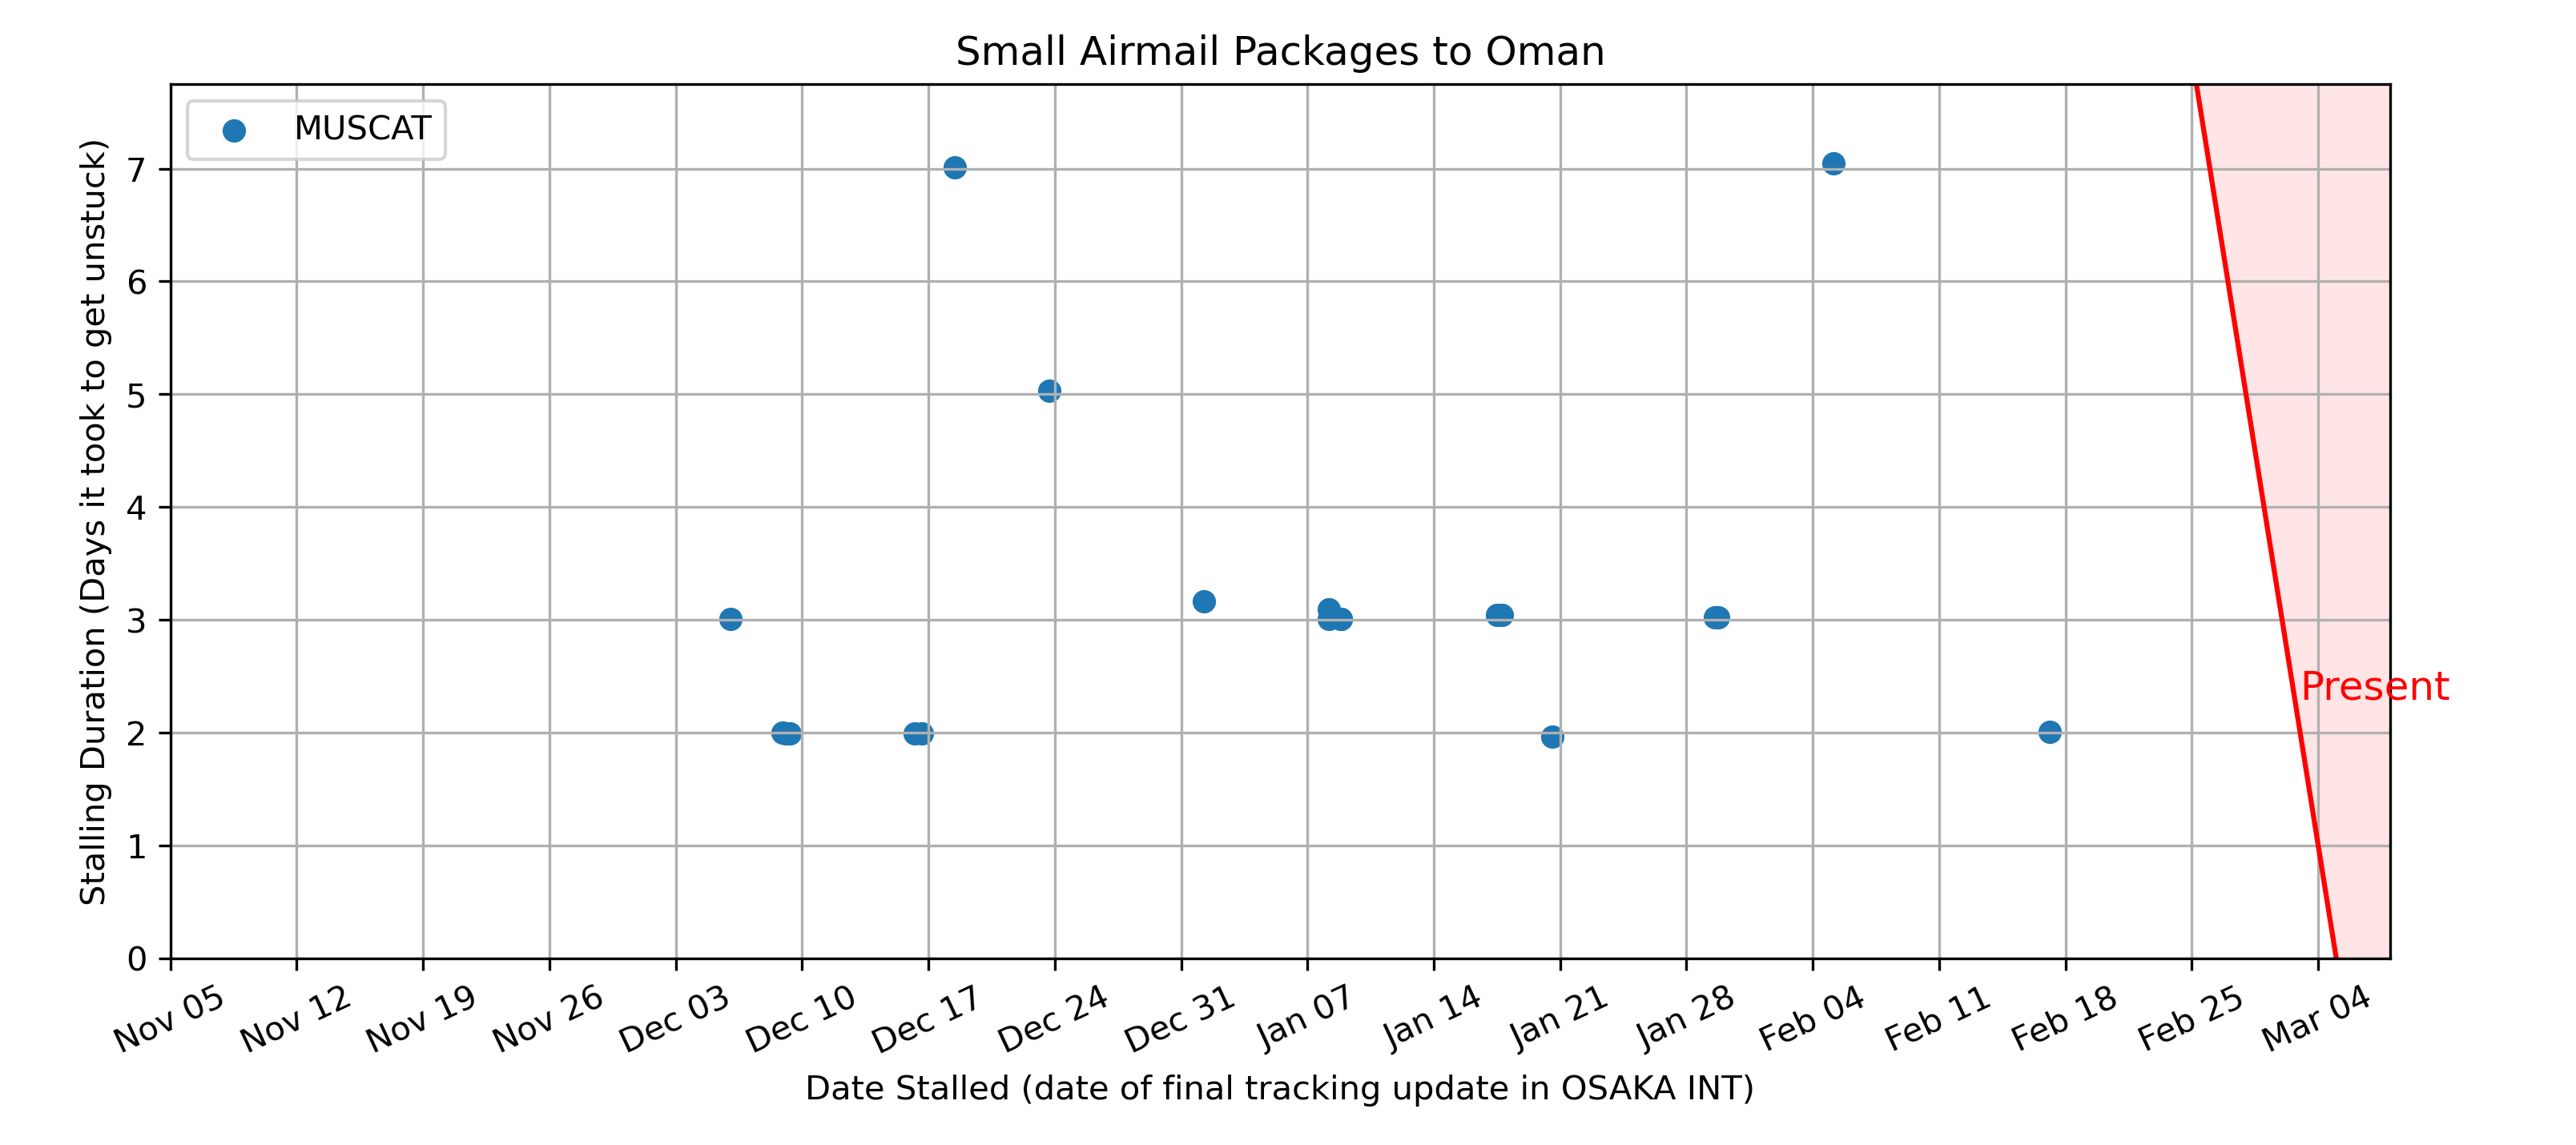 Small Airmail Packages to Oman
MUSCAT
Stalling Duration (Days it took to get unstuck)
7
6
5
4
3
2
1
0
Present
Nov 05 Nov 12 Nov 19 Nov 26 Dec 03 Dec 10 Dec 17 Dec 24 Dec 31 Jan 07 Jan 14 Jan 21 Jan 28 Feb 04 Feb 11 Feb 18 Feb 25 Mar 04
Date Stalled (date of final tracking update in OSAKA INT)